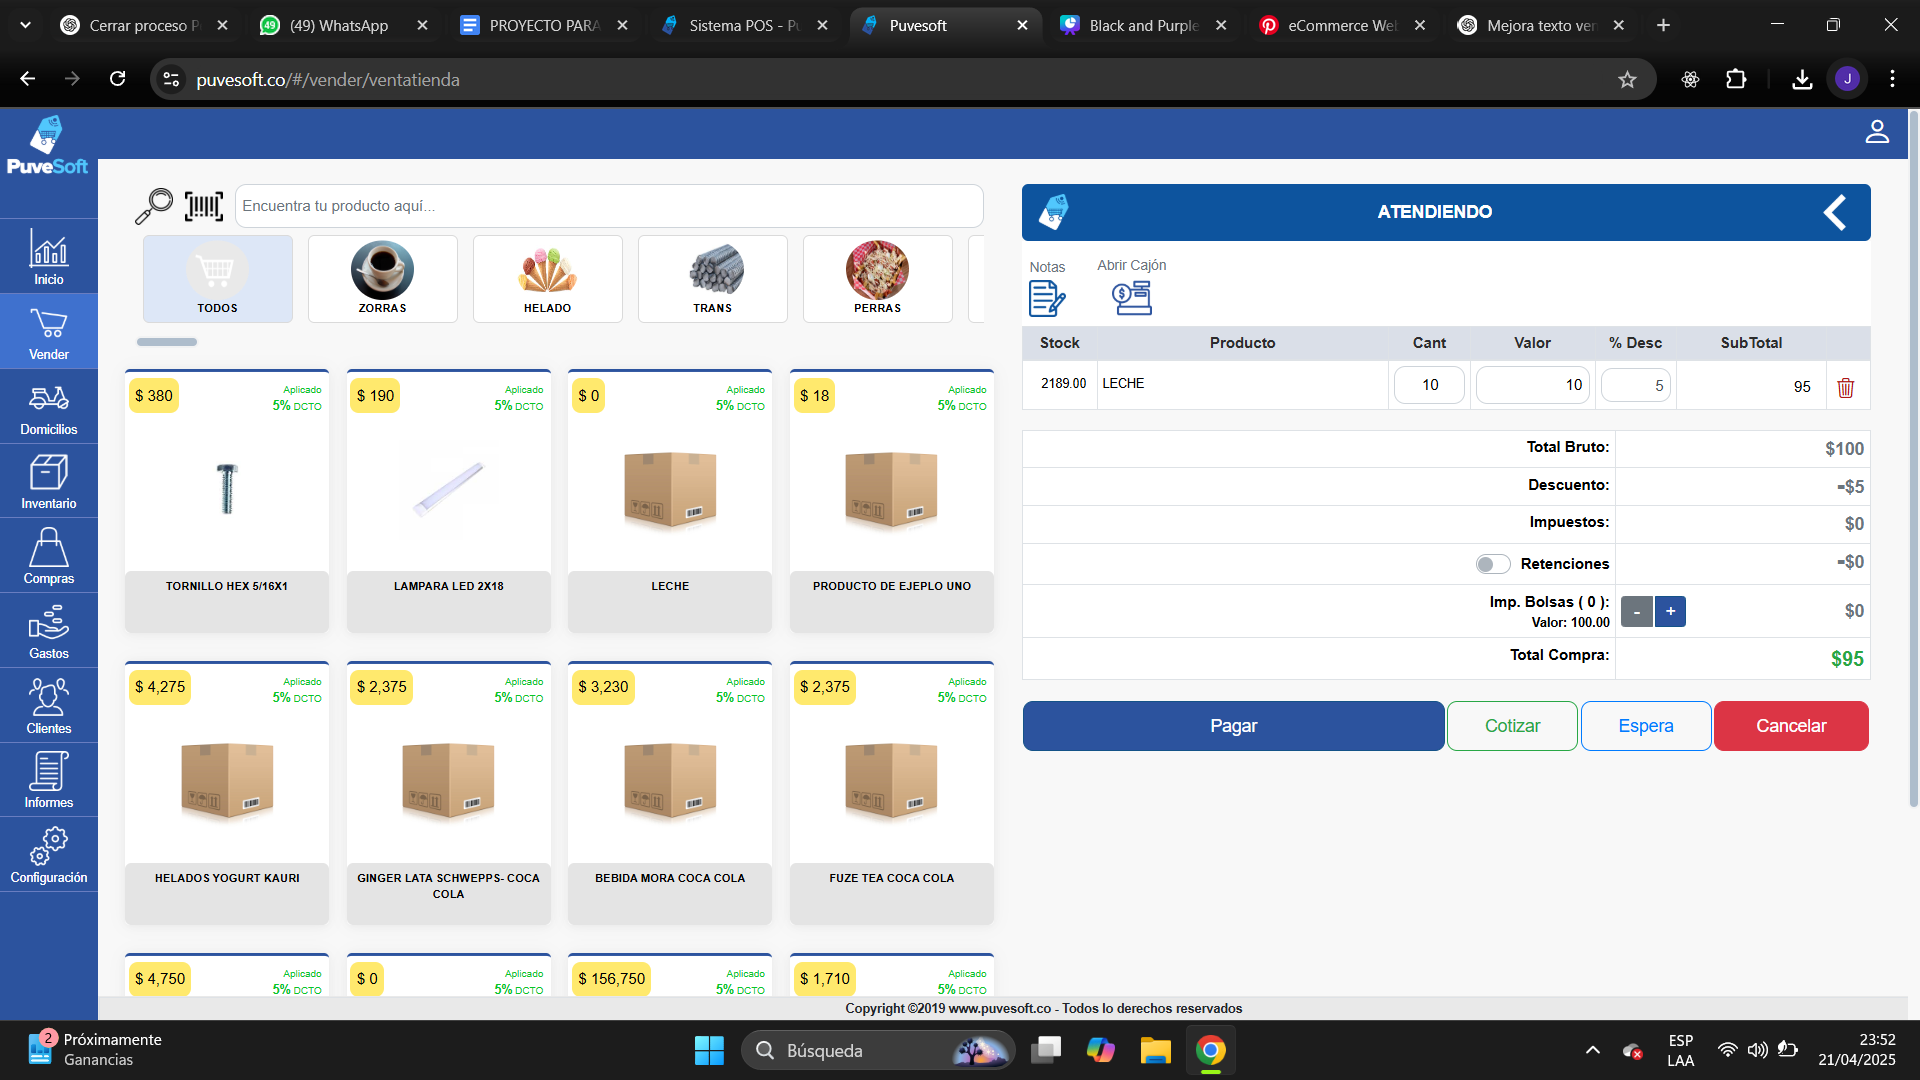 Cerrar proceso P
(49) WhatsApp
PROYECTO PARA
Sistema POS - Pu
Puvesoft
Black and Purple
eCommerce Web
Mejora texto ven
puvesoft.co/#/vender/ventatienda
J
PuveSoft
Inicio
Vender
Domicilios
Inventario
Compras
Gastos
Clientes
Informes
Configuración
Encuentra tu producto aquí...
TODOS
ZORRAS
HELADO
TRANS
PERRAS
$ 380
Aplicado
5% DCTO
TORNILLO HEX 5/16X1
$ 190
Aplicado
5% DCTO
LAMPARA LED 2X18
$ 0
Aplicado
5% DCTO
LECHE
$ 18
Aplicado
5% DCTO
PRODUCTO DE EJEPLO UNO
$ 4,275
Aplicado
5% DCTO
HELADOS YOGURT KAURI
$ 2,375
Aplicado
5% DCTO
GINGER LATA SCHWEPPS- COCA
COLA
$ 3,230
Aplicado
5% DCTO
BEBIDA MORA COCA COLA
$ 2,375
Aplicado
5% DCTO
FUZE TEA COCA COLA
$ 4,750
Aplicado
5% DCTO
$ 0
Aplicado
5% DCTO
$ 156,750
Aplicado
5% DCTO
$ 1,710
Aplicado
5% DCTO
ATENDIENDO
Notas
Abrir Cajón
Stock Producto Cant Valor % Desc SubTotal
2189.00 LECHE 10 10 5 95
Total Bruto: $100
Descuento: -$5
Impuestos: $0
Retenciones -$0
Imp. Bolsas ( 0 ): - + $0
Valor: 100.00
Total Compra: $95
Pagar
Cotizar
Espera
Cancelar
Copyright ©2019 www.puvesoft.co - Todos lo derechos reservados
2
Próximamente
Ganancias
Búsqueda
ESP
LAA
23:52
21/04/2025